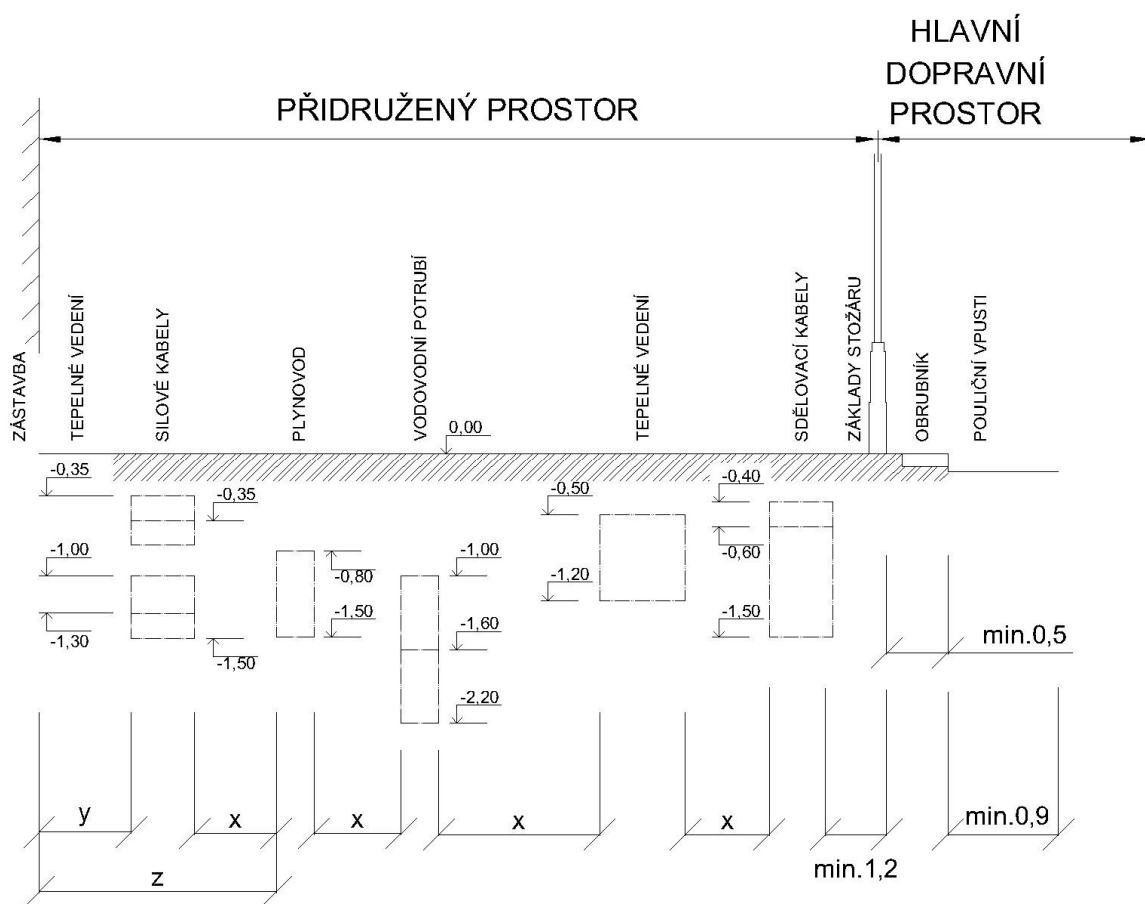 HLAVNÍ
DOPRAVNÍ
PROSTOR
PŘIDRUŽENÝ PROSTOR
ZÁSTAVBA
TEPELNÉ VEDENÍ
SILOVÉ KABELY
PLYNOVOD
VODOVODNÍ POTRUBÍ
TEPELNÉ VEDENÍ
SDĚLOVACÍ KABELY
ZÁKLADY STOŽÁRU
OBRUBNÍK
POULIČNÍ VPUSTI
0,00
-0,35
-0,35
-0,50
-0,40
-0,60
-1,00
-0,80
-1,00
-1,20
-1,30
-1,50
-1,50
-1,60
-1,50
-2,20
min.0,5
y
x
x
x
x
min.0,9
z
min.1,2